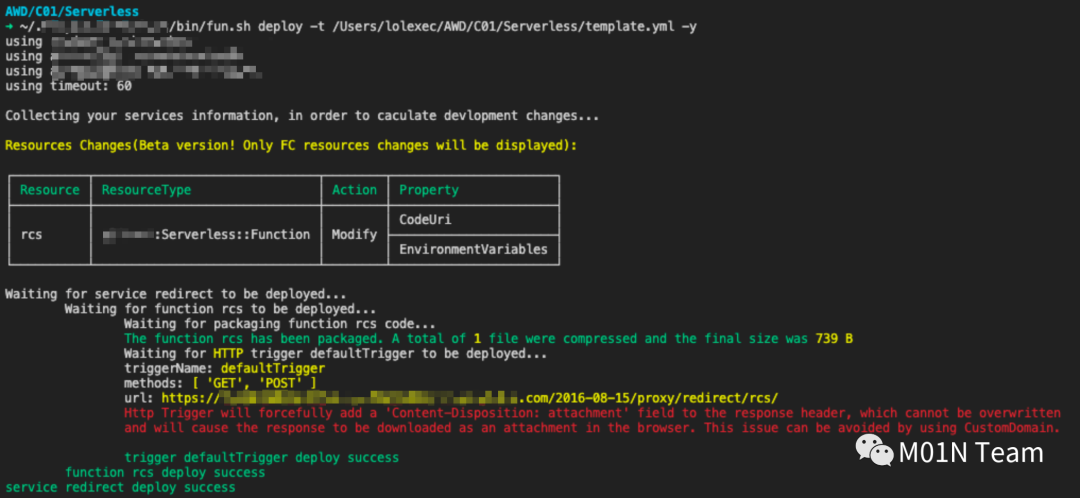 AWD/C01/Serverless
→ ~/. /bin/fun.sh deploy -t /Users/lolexec/AWD/C01/Serverless/template.yml -y
using
using
using
using timeout: 60
Collecting your services information, in order to caculate devlopment changes...
Resources Changes(Beta version! Only FC resources changes will be displayed):
Resource ResourceType Action Property
rcs :Serverless::Function Modify CodeUri
EnvironmentVariables
Waiting for service redirect to be deployed...
Waiting for function rcs to be deployed...
Waiting for packaging function rcs code...
The function rcs has been packaged. A total of 1 file were compressed and the final size was 739 B
Waiting for HTTP trigger defaultTrigger to be deployed...
triggerName: defaultTrigger
methods: [ 'GET', 'POST' ]
url: https:// .com/2016-08-15/proxy/redirect/rcs/
Http Trigger will forcefully add a 'Content-Disposition: attachment' field to the response header, which cannot be overwritten
and will cause the response to be downloaded as an attachment in the browser. This issue can be avoided by using CustomDomain.
trigger defaultTrigger deploy success
function rcs deploy success
service redirect deploy success
M01N Team